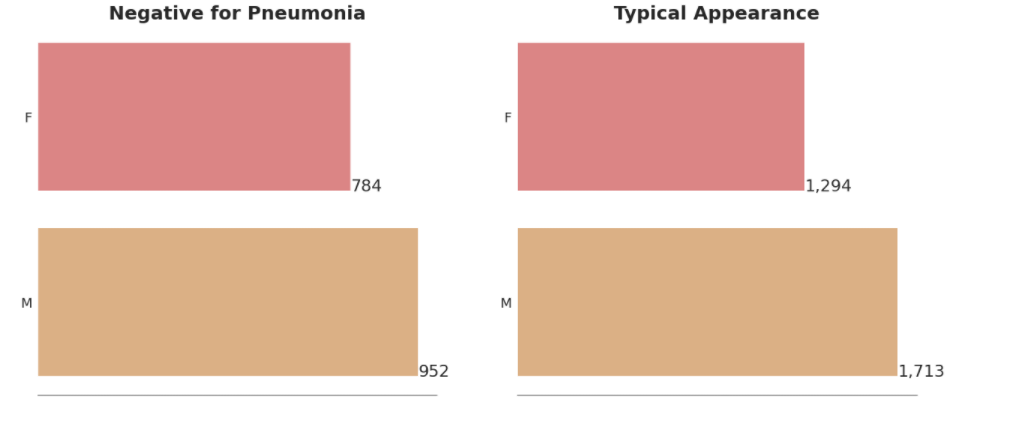 Negative for Pneumonia
F
784
M
952
Typical Appearance
F
1,294
M
1,713